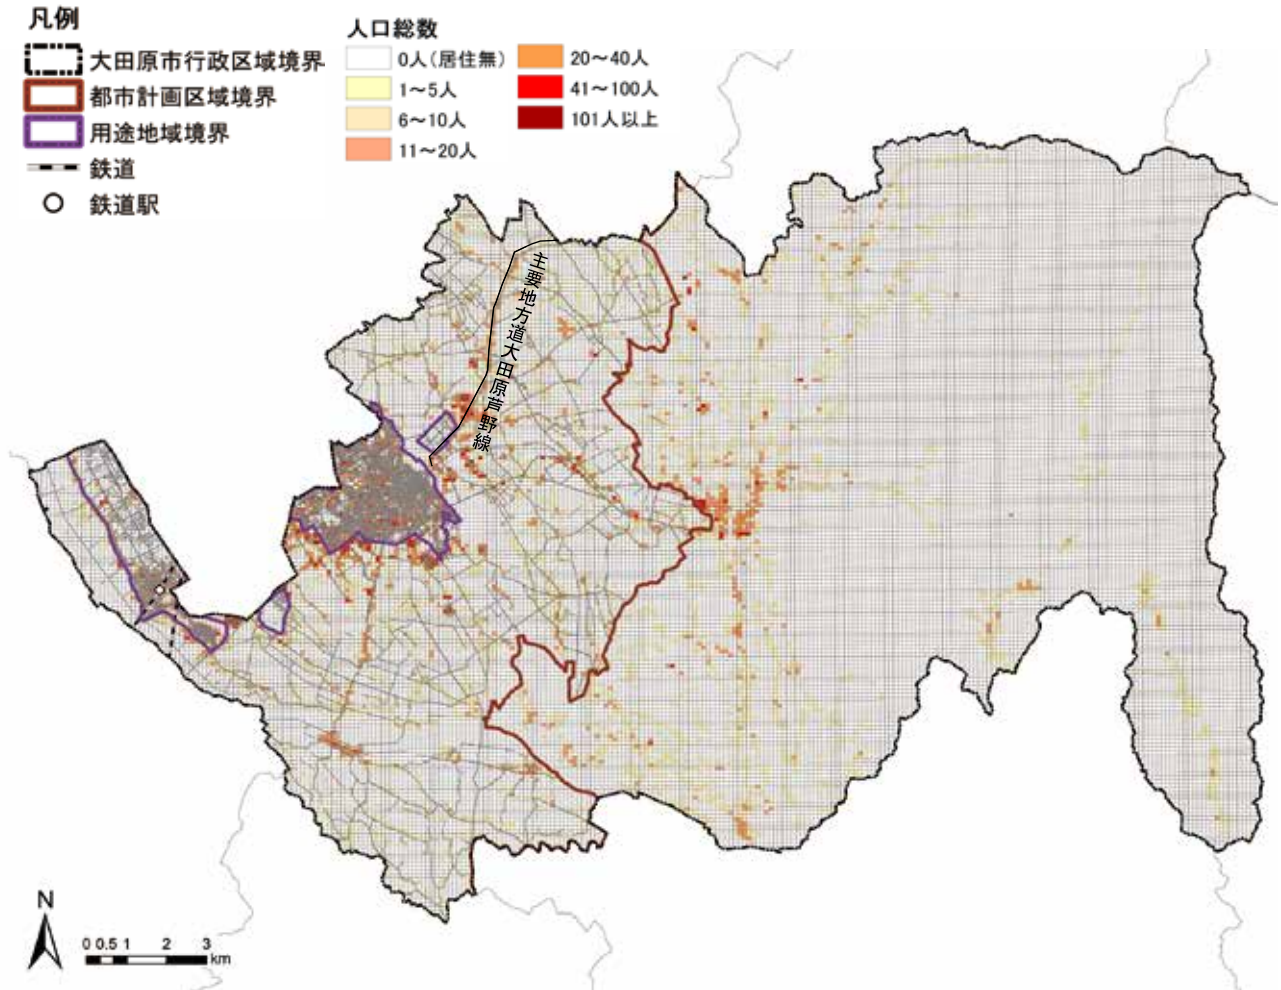 凡例
大田原市行政区域境界
都市計画区域境界
用途地域境界
鉄道
鉄道駅
人口総数
0人(居住無)
1～5人
6～10人
11～20人
20～40人
41～100人
101人以上
主要地方道大田原芦野線
N
0 0.5 1 2 3
km